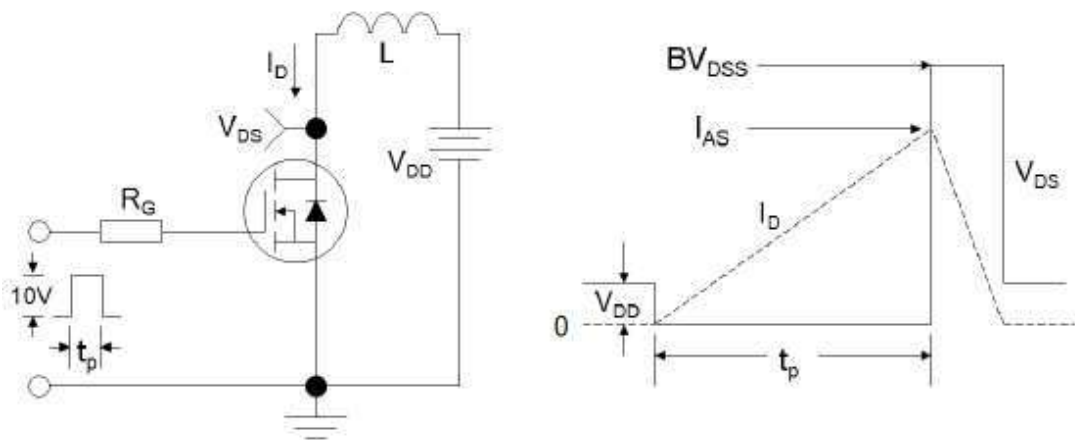 L
I_D
V_DS
V_DD
R_G
10V
t_p
BV_DSS
I_AS
V_DS
I_D
V_DD
0
t_p